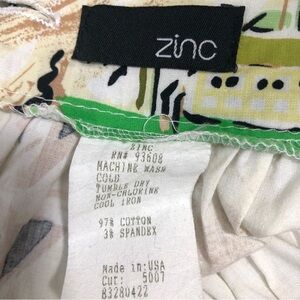 zinc
ZINC
RN# 93608
MACHINE WASH
COLD
TUMBLE DRY
NON-CHLORINE
COOL IRON
97% COTTON
3% SPANDEX
Made in:USA
Cut: 5007
83280422